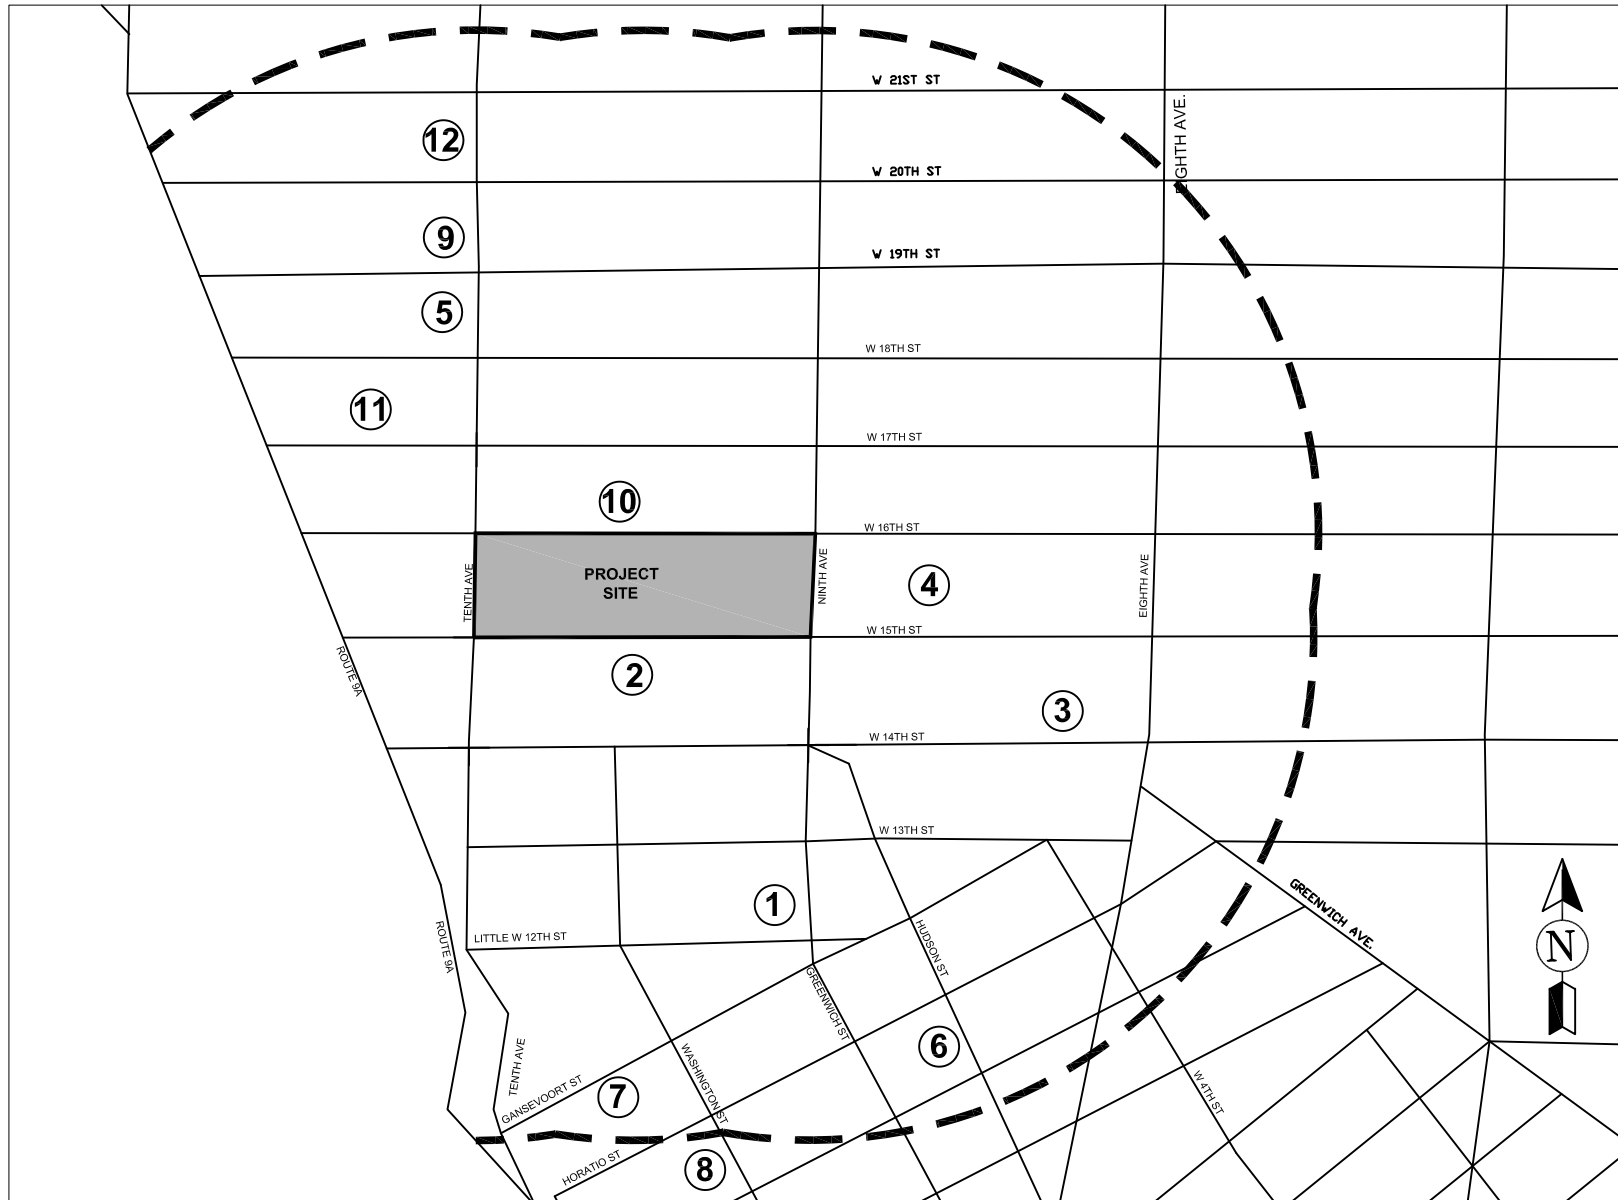 W 21ST ST
EIGHTH AVE.
12
W 20TH ST
9
W 19TH ST
5
W 18TH ST
11
W 17TH ST
10
W 16TH ST
TENTH AVE
PROJECT
SITE
NINTH AVE
4
EIGHTH AVE
W 15TH ST
ROUTE 9A
2
3
W 14TH ST
W 13TH ST
1
GREENWICH AVE.
ROUTE 9A
LITTLE W 12TH ST
HUDSON ST
N
GREENWICH ST
6
TENTH AVE
WASHINGTON ST
W 4TH ST
GANSEVOORT ST
7
HORATIO ST
8